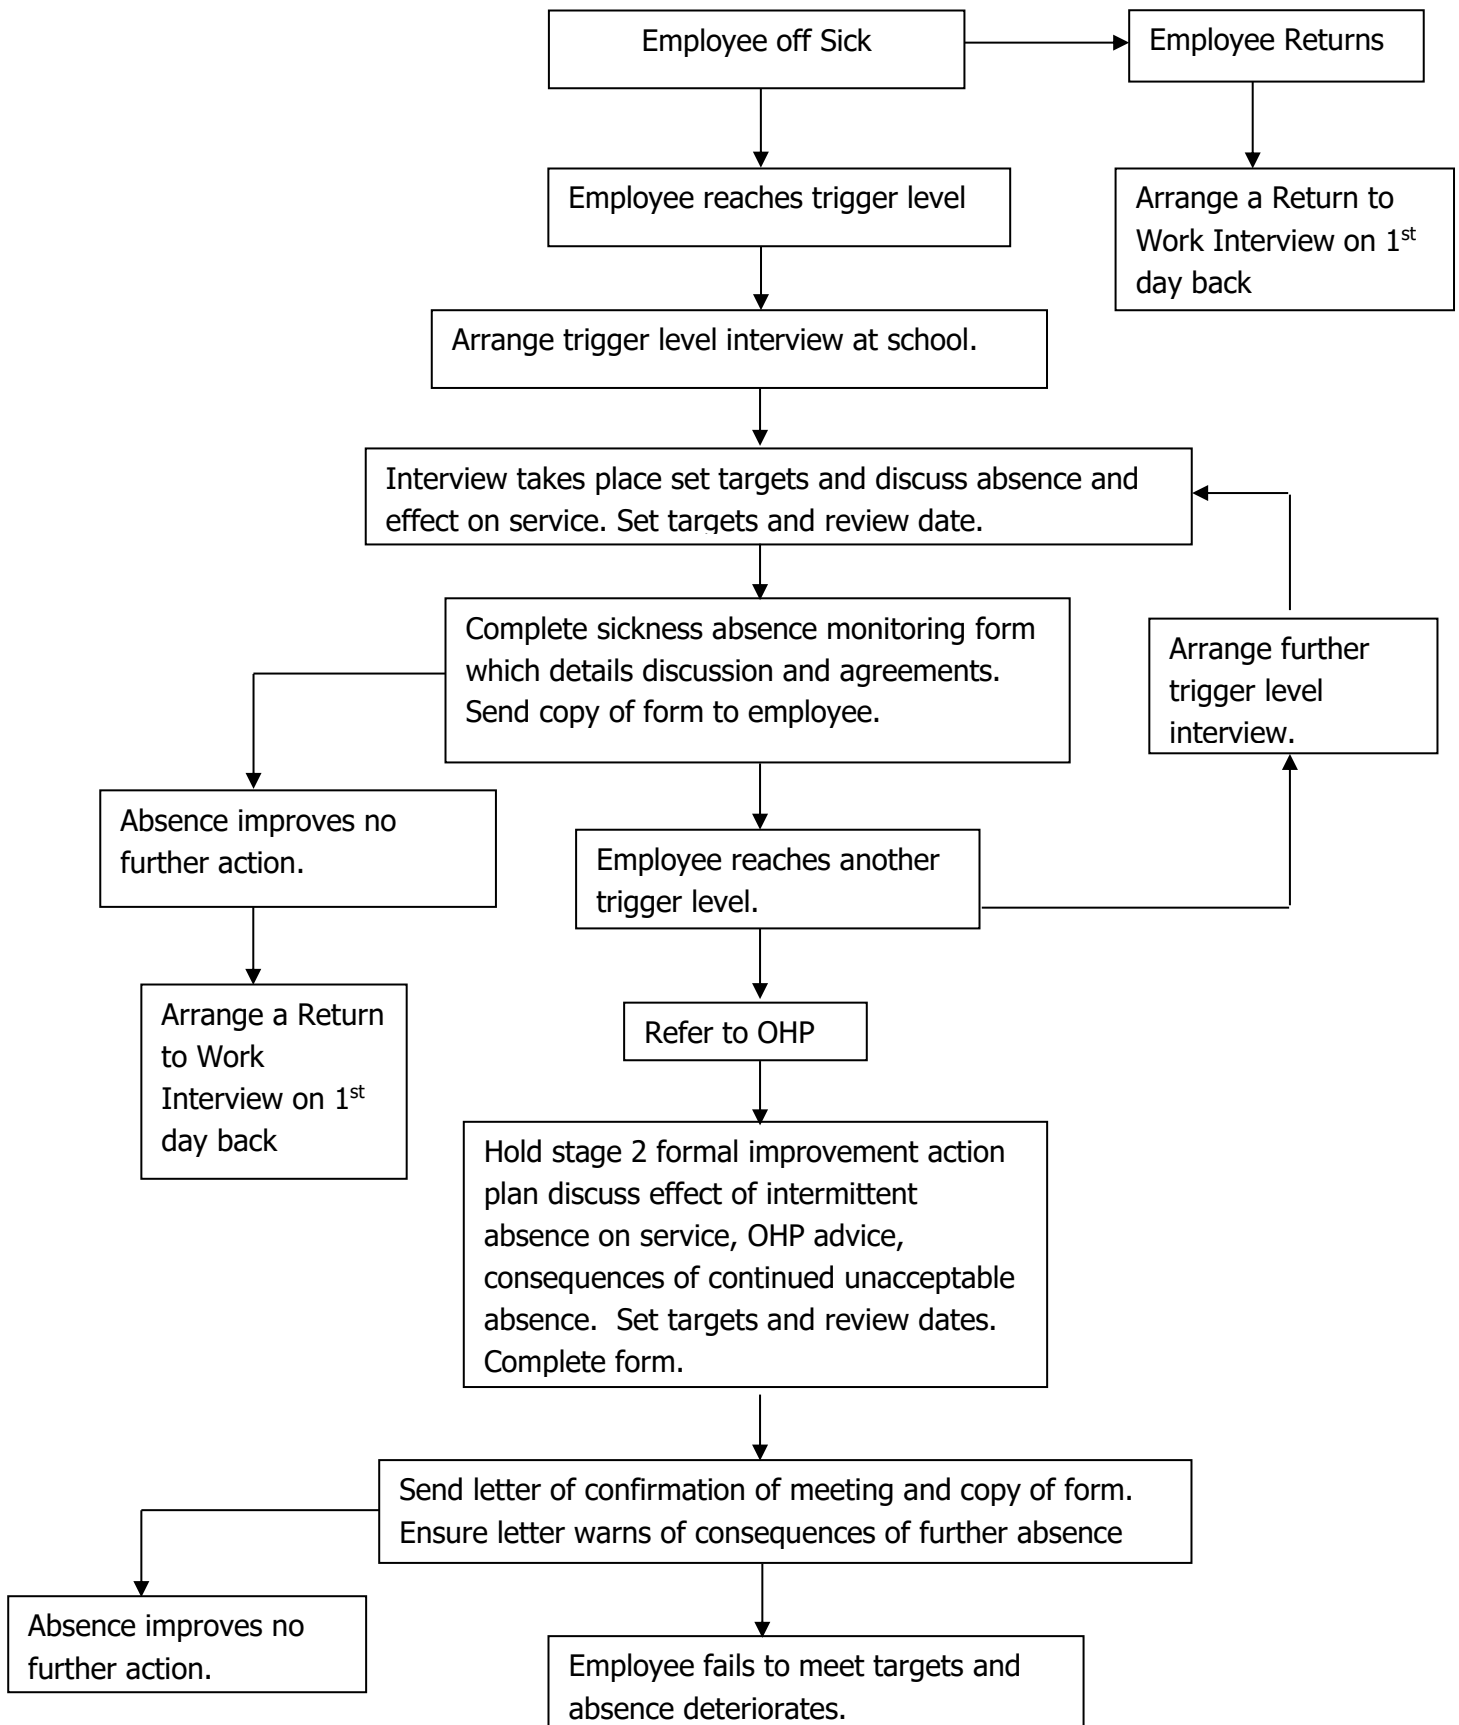 Employee off Sick
Employee Returns
Employee reaches trigger level
Arrange a Return to
Work Interview on 1st
day back
Arrange trigger level interview at school.
Interview takes place set targets and discuss absence and
effect on service. Set targets and review date.
Complete sickness absence monitoring form
which details discussion and agreements.
Send copy of form to employee.
Arrange further
trigger level
interview.
Absence improves no
further action.
Employee reaches another
trigger level.
Arrange a Return
to Work
Interview on 1st
day back
Refer to OHP
Hold stage 2 formal improvement action
plan discuss effect of intermittent
absence on service, OHP advice,
consequences of continued unacceptable
absence.  Set targets and review dates.
Complete form.
Send letter of confirmation of meeting and copy of form.
Ensure letter warns of consequences of further absence
Absence improves no
further action.
Employee fails to meet targets and
absence deteriorates.